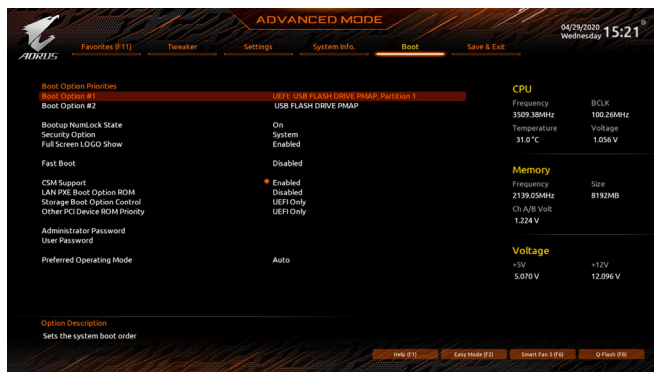 ADVANCED MODE
04/29/2020
Wednesday 15:21
AORUS
Favorites (F11) Tweaker Settings System Info. Boot Save & Exit
Boot Option Priorities
Boot Option #1 UEFI: USB FLASH DRIVE PMAP, Partition 1
Boot Option #2 USB FLASH DRIVE PMAP
Bootup NumLock State On
Security Option System
Full Screen LOGO Show Enabled
Fast Boot Disabled
CSM Support * Enabled
LAN PXE Boot Option ROM Disabled
Storage Boot Option Control UEFI Only
Other PCI Device ROM Priority UEFI Only
Administrator Password
User Password
Preferred Operating Mode Auto
CPU
Frequency BCLK
3509.38MHz 100.26MHz
Temperature Voltage
31.0 °C 1.056 V
Memory
Frequency Size
2139.05MHz 8192MB
Ch A/B Volt
1.224 V
Voltage
+5V +12V
5.070 V 12.096 V
Option Description
Sets the system boot order
Help (F1) Easy Mode (F2) Smart Fan 5 (F6) Q-Flash (F8)